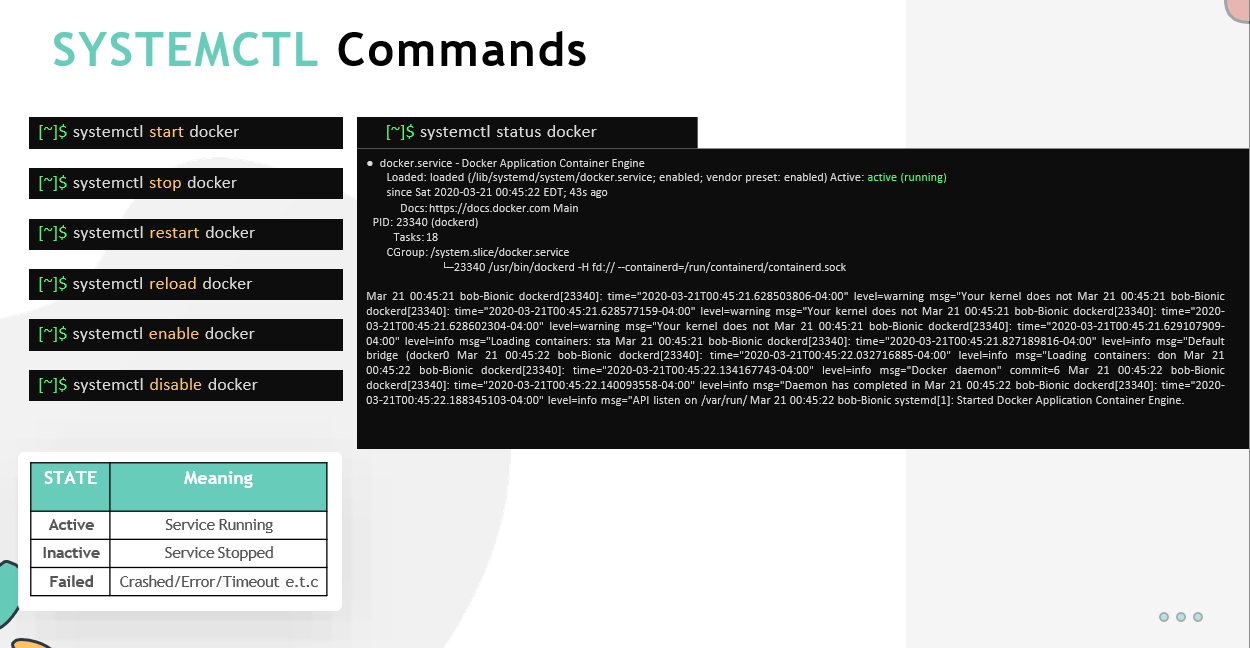 SYSTEMCTL Commands
[~]$ systemctl start docker
[~]$ systemctl stop docker
[~]$ systemctl restart docker
[~]$ systemctl reload docker
[~]$ systemctl enable docker
[~]$ systemctl disable docker
[~]$ systemctl status docker
● docker.service - Docker Application Container Engine
Loaded: loaded (/lib/systemd/system/docker.service; enabled; vendor preset: enabled) Active: active (running)
since Sat 2020-03-21 00:45:22 EDT; 43s ago
Docs: https://docs.docker.com Main
PID: 23340 (dockerd)
Tasks: 18
CGroup: /system.slice/docker.service
└─23340 /usr/bin/dockerd -H fd:// --containerd=/run/containerd/containerd.sock
Mar 21 00:45:21 bob-Bionic dockerd[23340]: time="2020-03-21T00:45:21.628503806-04:00" level=warning msg="Your kernel does not Mar 21 00:45:21 bob-Bionic
dockerd[23340]: time="2020-03-21T00:45:21.628577159-04:00" level=warning msg="Your kernel does not Mar 21 00:45:21 bob-Bionic dockerd[23340]: time="2020-
03-21T00:45:21.628602304-04:00" level=warning msg="Your kernel does not Mar 21 00:45:21 bob-Bionic dockerd[23340]: time="2020-03-21T00:45:21.629107909-
04:00" level=info msg="Loading containers: sta Mar 21 00:45:21 bob-Bionic dockerd[23340]: time="2020-03-21T00:45:21.827189816-04:00" level=info msg="Default
bridge (docker0 Mar 21 00:45:22 bob-Bionic dockerd[23340]: time="2020-03-21T00:45:22.032716885-04:00" level=info msg="Loading containers: don Mar 21
00:45:22 bob-Bionic dockerd[23340]: time="2020-03-21T00:45:22.134167743-04:00" level=info msg="Docker daemon" commit=6 Mar 21 00:45:22 bob-Bionic
dockerd[23340]: time="2020-03-21T00:45:22.140093558-04:00" level=info msg="Daemon has completed in Mar 21 00:45:22 bob-Bionic dockerd[23340]: time="2020-
03-21T00:45:22.188345103-04:00" level=info msg="API listen on /var/run/ Mar 21 00:45:22 bob-Bionic systemd[1]: Started Docker Application Container Engine.
STATE Meaning
Active Service Running
Inactive Service Stopped
Failed Crashed/Error/Timeout e.t.c